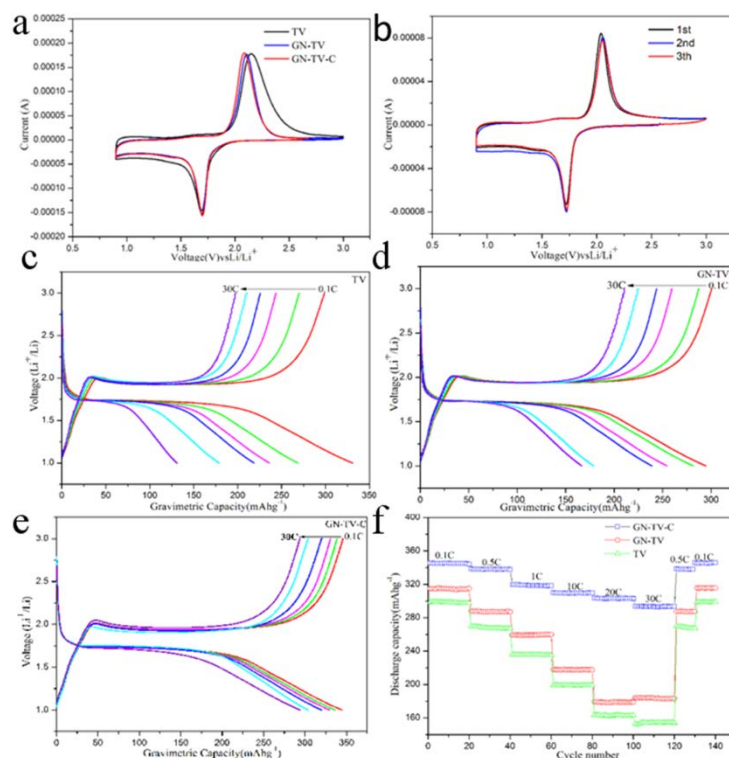 a
TV
GN-TV
GN-TV-C
Current (A)
0.00025
0.00020
0.00015
0.00010
0.00005
0.00000
-0.00005
-0.00010
-0.00015
-0.00020
0.5 1.0 1.5 2.0 2.5 3.0
Voltage(V)vsLi/Li+
b
1st
2nd
3th
Current (A)
0.00008
0.00004
0.00000
-0.00004
-0.00008
0.5 1.0 1.5 2.0 2.5 3.0
Voltage(V)vsLi/Li+
c
TV
30C 0.1C
Voltage (Li+/Li)
3.0
2.5
2.0
1.5
1.0
0 50 100 150 200 250 300 350
Gravimetric Capacity(mAhg-1)
d
GN-TV
30C 0.1C
Voltage (Li+/Li)
3.0
2.5
2.0
1.5
1.0
0 50 100 150 200 250 300
Gravimetric Capacity(mAhg-1)
e
GN-TV-C
30C 0.1C
Voltage (Li+/Li)
3.0
2.5
2.0
1.5
1.0
0 50 100 150 200 250 300 350 400
Gravimetric Capacity(mAhg-1)
f
GN-TV-C
GN-TV
TV
0.1C 0.5C 1C 10C 20C 30C 0.5C 0.1C
Discharge capacity(mAhg-1)
400
360
320
280
240
200
160
0 20 40 60 80 100 120 140
Cycle number